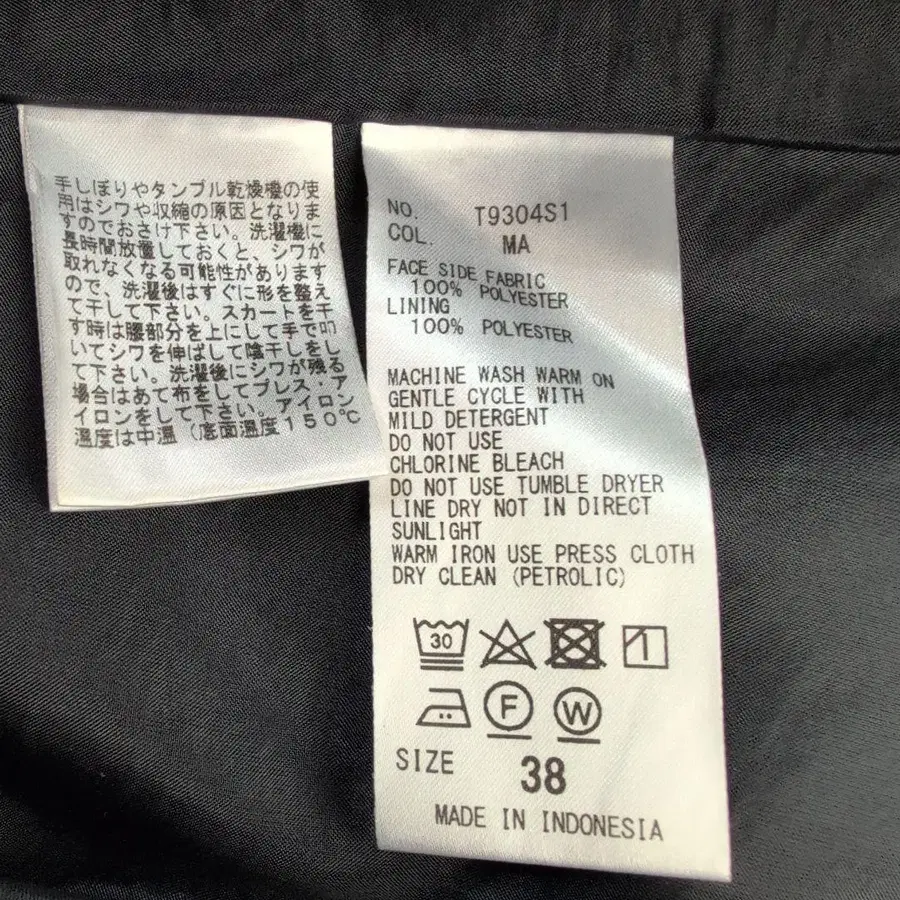 手しぼりやタンブル乾燥機の使
用はシワや収縮の原因となりま
すのでおさけ下さい。洗濯機に
長時間放置しておくと、シワが
取れなくなる可能性があります
ので、洗濯後はすぐに形を整え
て干して下さい。スカートを干
す時は腰部分を上にして手で叩
いてシワを伸ばして陰干しをし
て下さい。洗濯後にシワが残る
場合はあて布をしてプレス・ア
イロンをして下さい。アイロン
温度は中温（底面温度150℃
NO. T9304S1
COL. MA
FACE SIDE FABRIC
100% POLYESTER
LINING
100% POLYESTER
MACHINE WASH WARM ON
GENTLE CYCLE WITH
MILD DETERGENT
DO NOT USE
CHLORINE BLEACH
DO NOT USE TUMBLE DRYER
LINE DRY NOT IN DIRECT
SUNLIGHT
WARM IRON USE PRESS CLOTH
DRY CLEAN (PETROLIC)
30
F W
SIZE 38
MADE IN INDONESIA